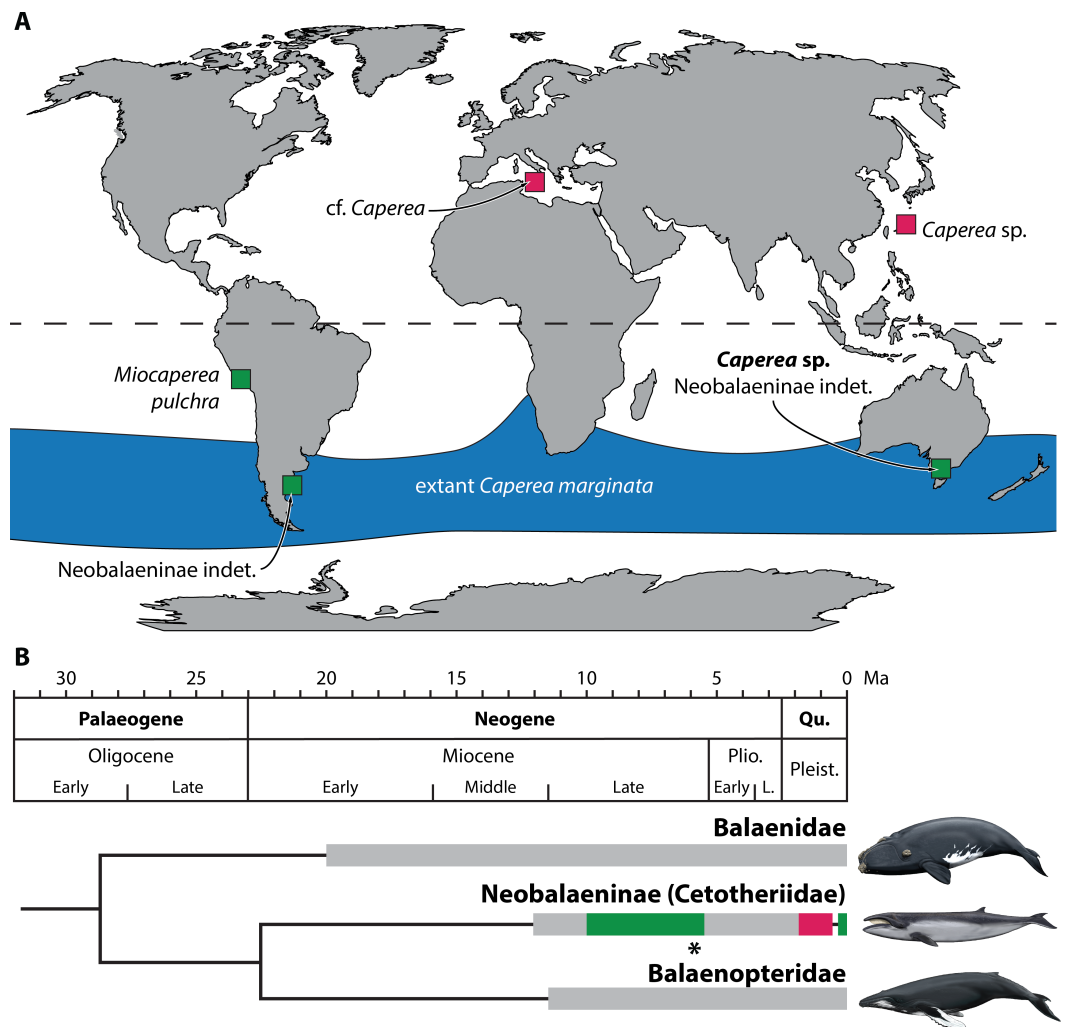 A
cf. Caperea
Caperea sp.
Miocaperea
pulchra
Caperea sp.
Neobalaeninae indet.
extant Caperea marginata
Neobalaeninae indet.
B
30 25 20 15 10 5 0 Ma
Palaeogene Neogene Qu.
Oligocene Miocene Plio. Pleist.
Early Late Early Middle Late Early L.
Balaenidae
Neobalaeninae (Cetotheriidae)
*
Balaenopteridae